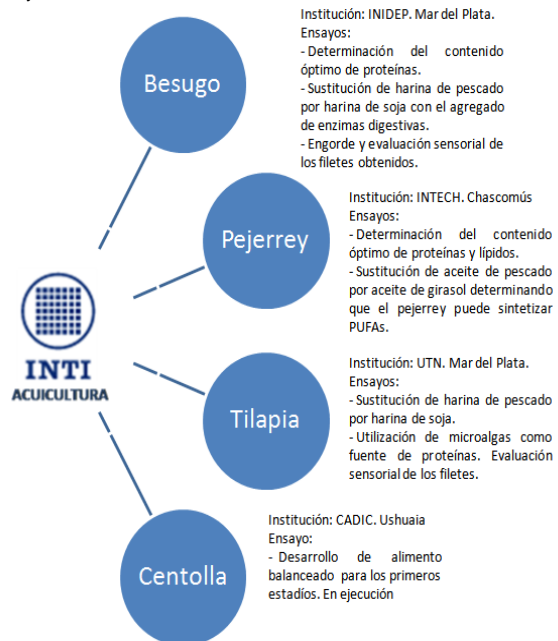 Institución: INIDEP. Mar del Plata.
Ensayos:
- Determinación del contenido
óptimo de proteínas.
- Sustitución de harina de pescado
por harina de soja con el agregado
de enzimas digestivas.
- Engorde y evaluación sensorial de
los filetes obtenidos.
Besugo
Institución: INTECH. Chascomús
Ensayos:
- Determinación del contenido
óptimo de proteínas y lípidos.
- Sustitución de aceite de pescado
por aceite de girasol determinando
que el pejerrey puede sintetizar
PUFAs.
Pejerrey
INTI
ACUICULTURA
Institución: UTN. Mar del Plata.
Ensayos:
- Sustitución de harina de pescado
por harina de soja.
- Utilización de microalgas como
fuente de proteínas. Evaluación
sensorial de los filetes.
Tilapia
Institución: CADIC. Ushuaia
Ensayo:
- Desarrollo de alimento
balanceado para los primeros
estadíos. En ejecución
Centolla